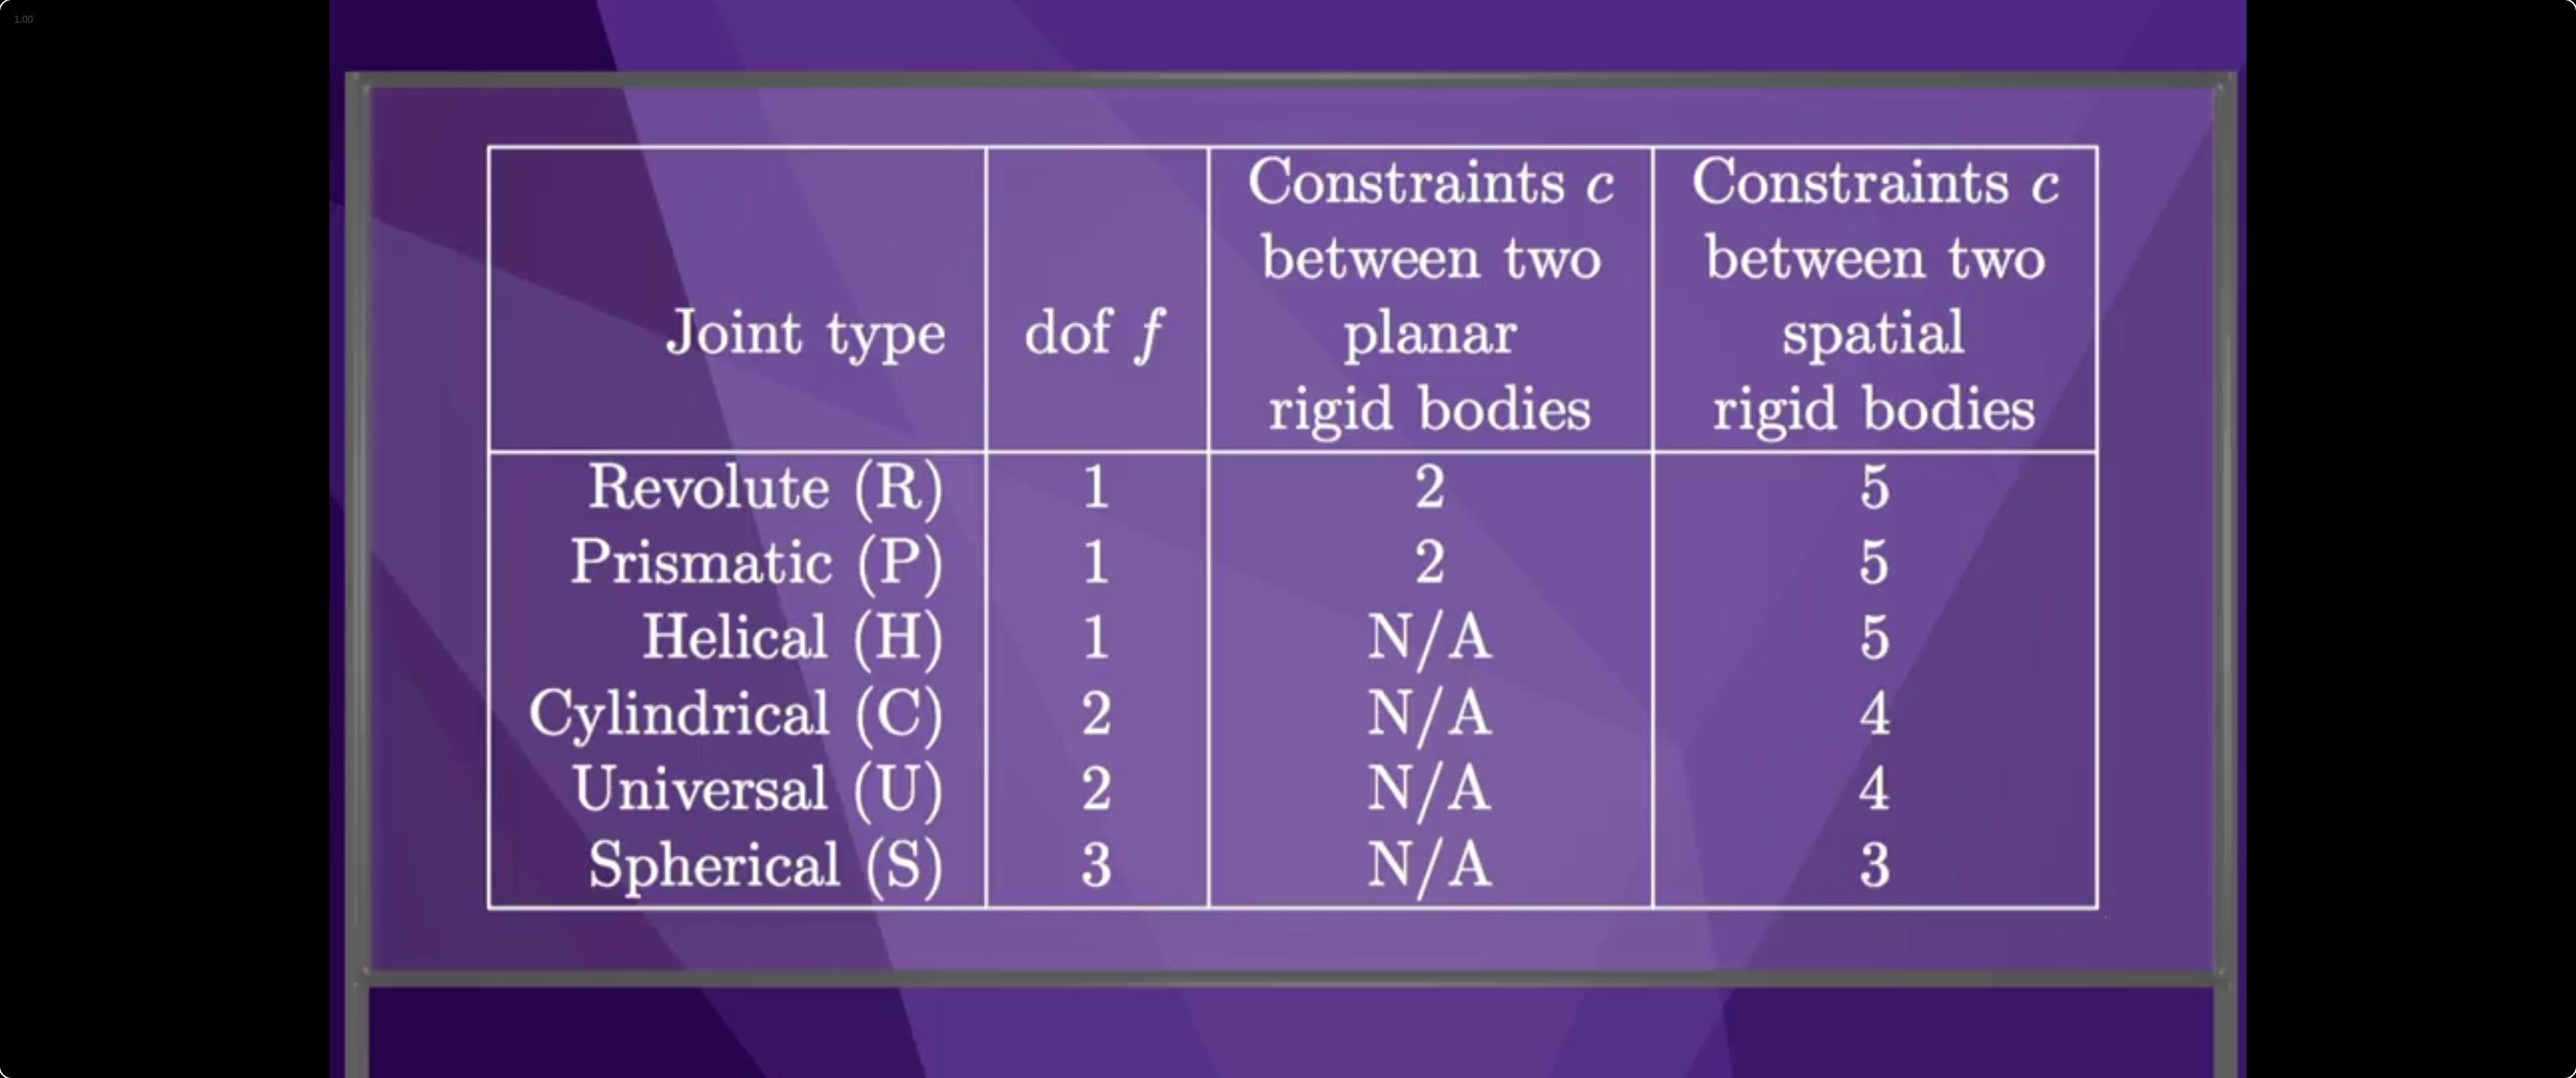 1.00
Joint type | dof f | Constraints c between two planar rigid bodies | Constraints c between two spatial rigid bodies
Revolute (R) | 1 | 2 | 5
Prismatic (P) | 1 | 2 | 5
Helical (H) | 1 | N/A | 5
Cylindrical (C) | 2 | N/A | 4
Universal (U) | 2 | N/A | 4
Spherical (S) | 3 | N/A | 3